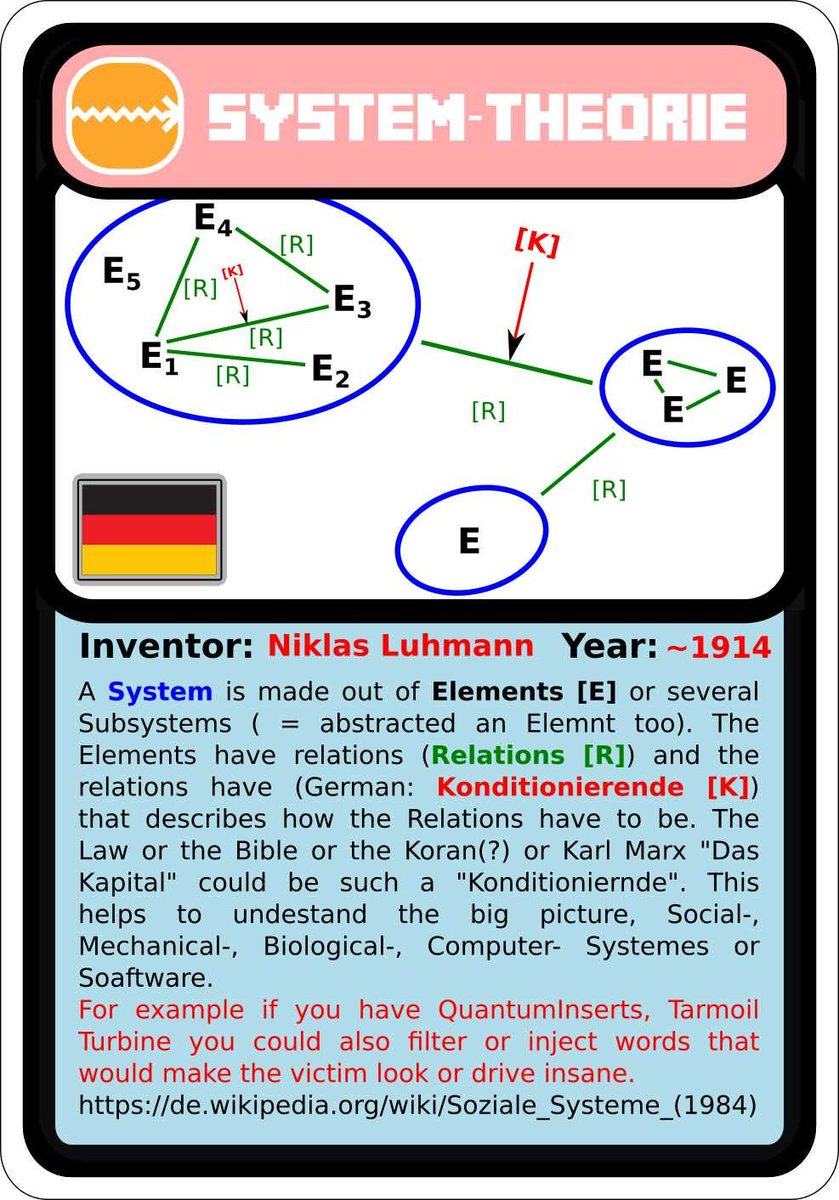 SYSTEM-THEORIE
E4
[R]
[K]
E5
[R]
[K]
E3
[R]
E1
E2
[R]
E
E
E
[R]
[R]
E
Inventor: Niklas Luhmann Year: ~1914
A System is made out of Elements [E] or several
Subsystems ( = abstracted an Elemnt too). The
Elements have relations (Relations [R]) and the
relations have (German: Konditionierende [K])
that describes how the Relations have to be. The
Law or the Bible or the Koran(?) or Karl Marx "Das
Kapital" could be such a "Konditioniernde". This
helps to undestand the big picture, Social-,
Mechanical-, Biological-, Computer- Systemes or
Soaftware.
For example if you have QuantumInserts, Tarmoil
Turbine you could also filter or inject words that
would make the victim look or drive insane.
https://de.wikipedia.org/wiki/Soziale_Systeme_(1984)